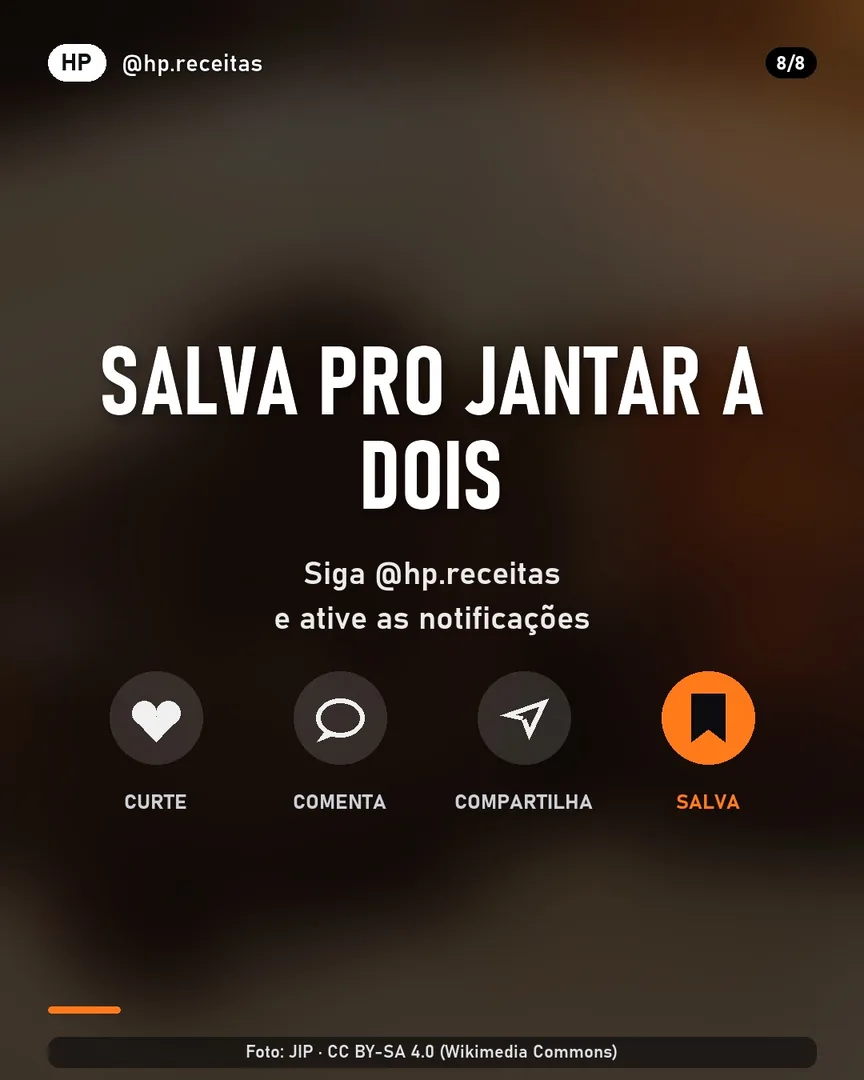 HP @hp.receitas 8/8
SALVA PRO JANTAR A
DOIS
Siga @hp.receitas
e ative as notificações
CURTE COMENTA COMPARTILHA SALVA
Foto: JIP · CC BY-SA 4.0 (Wikimedia Commons)